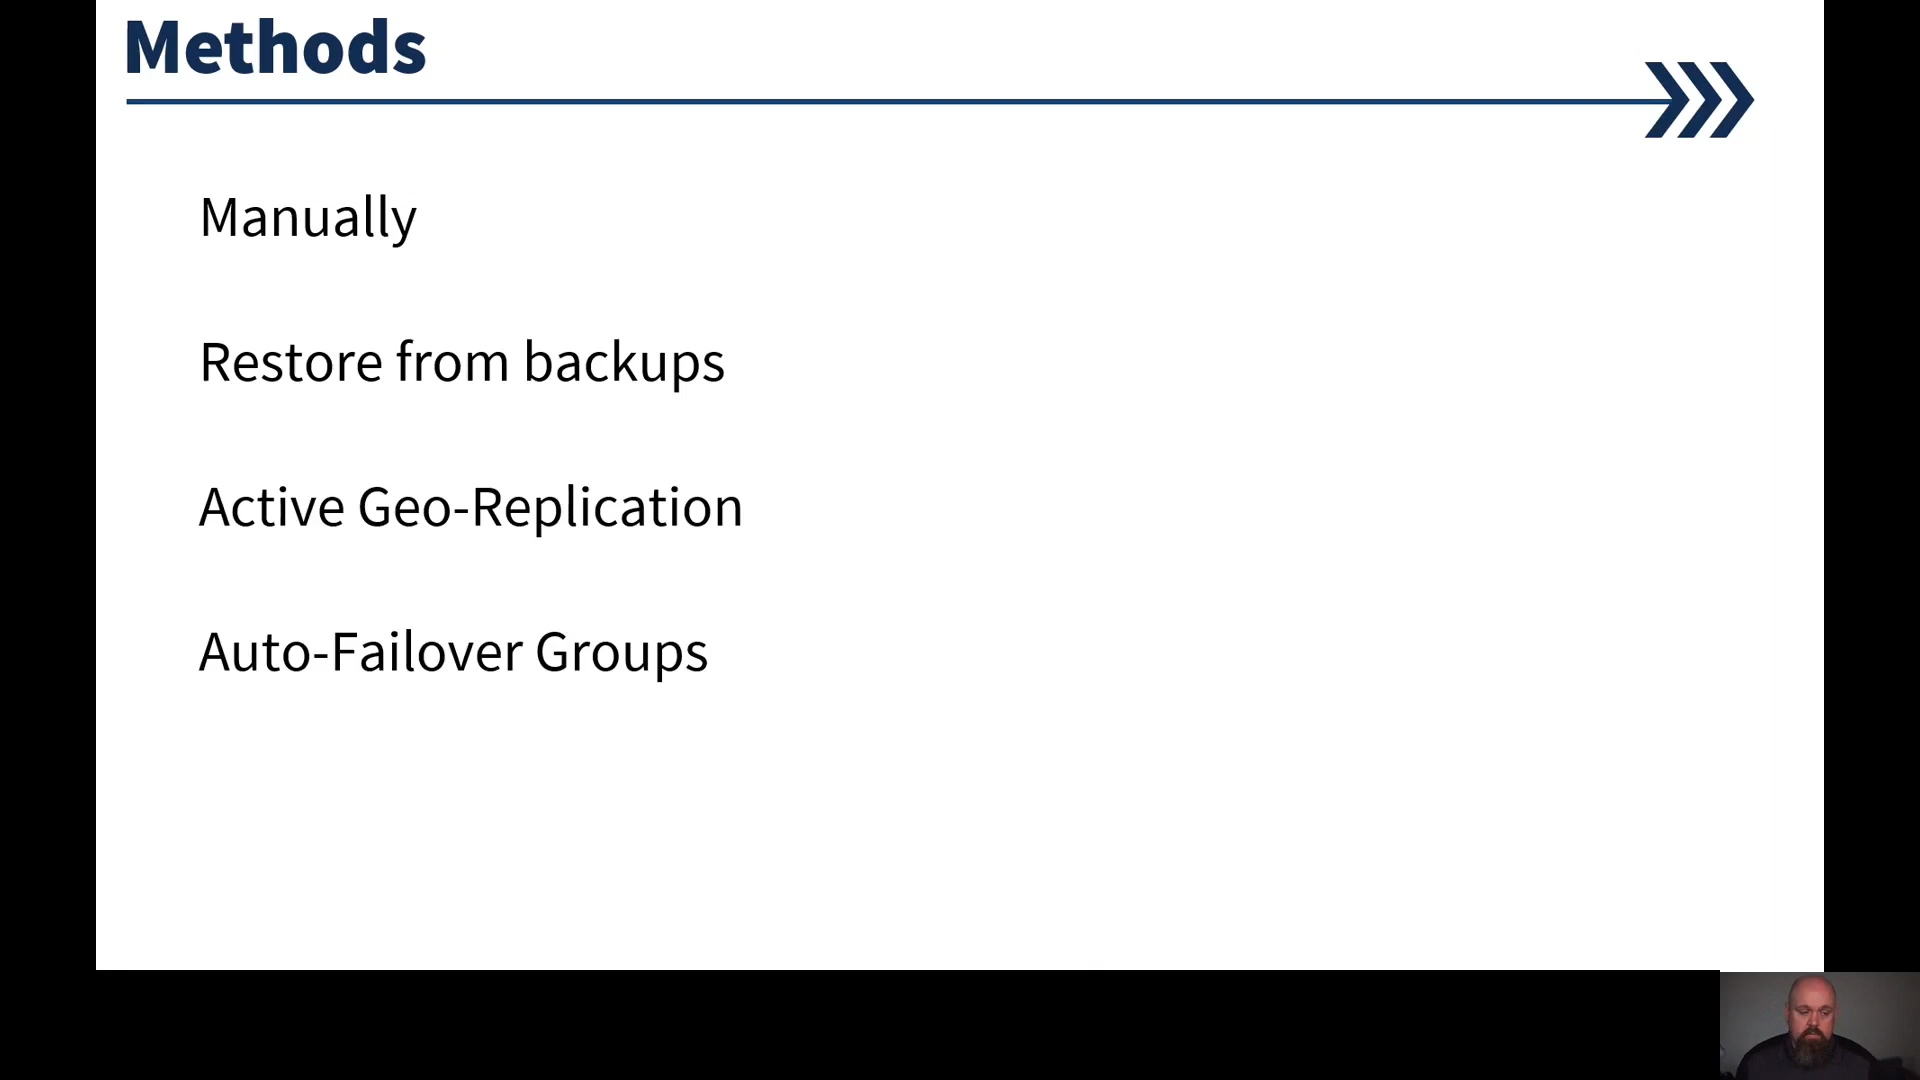 Methods
Manually
Restore from backups
Active Geo-Replication
Auto-Failover Groups